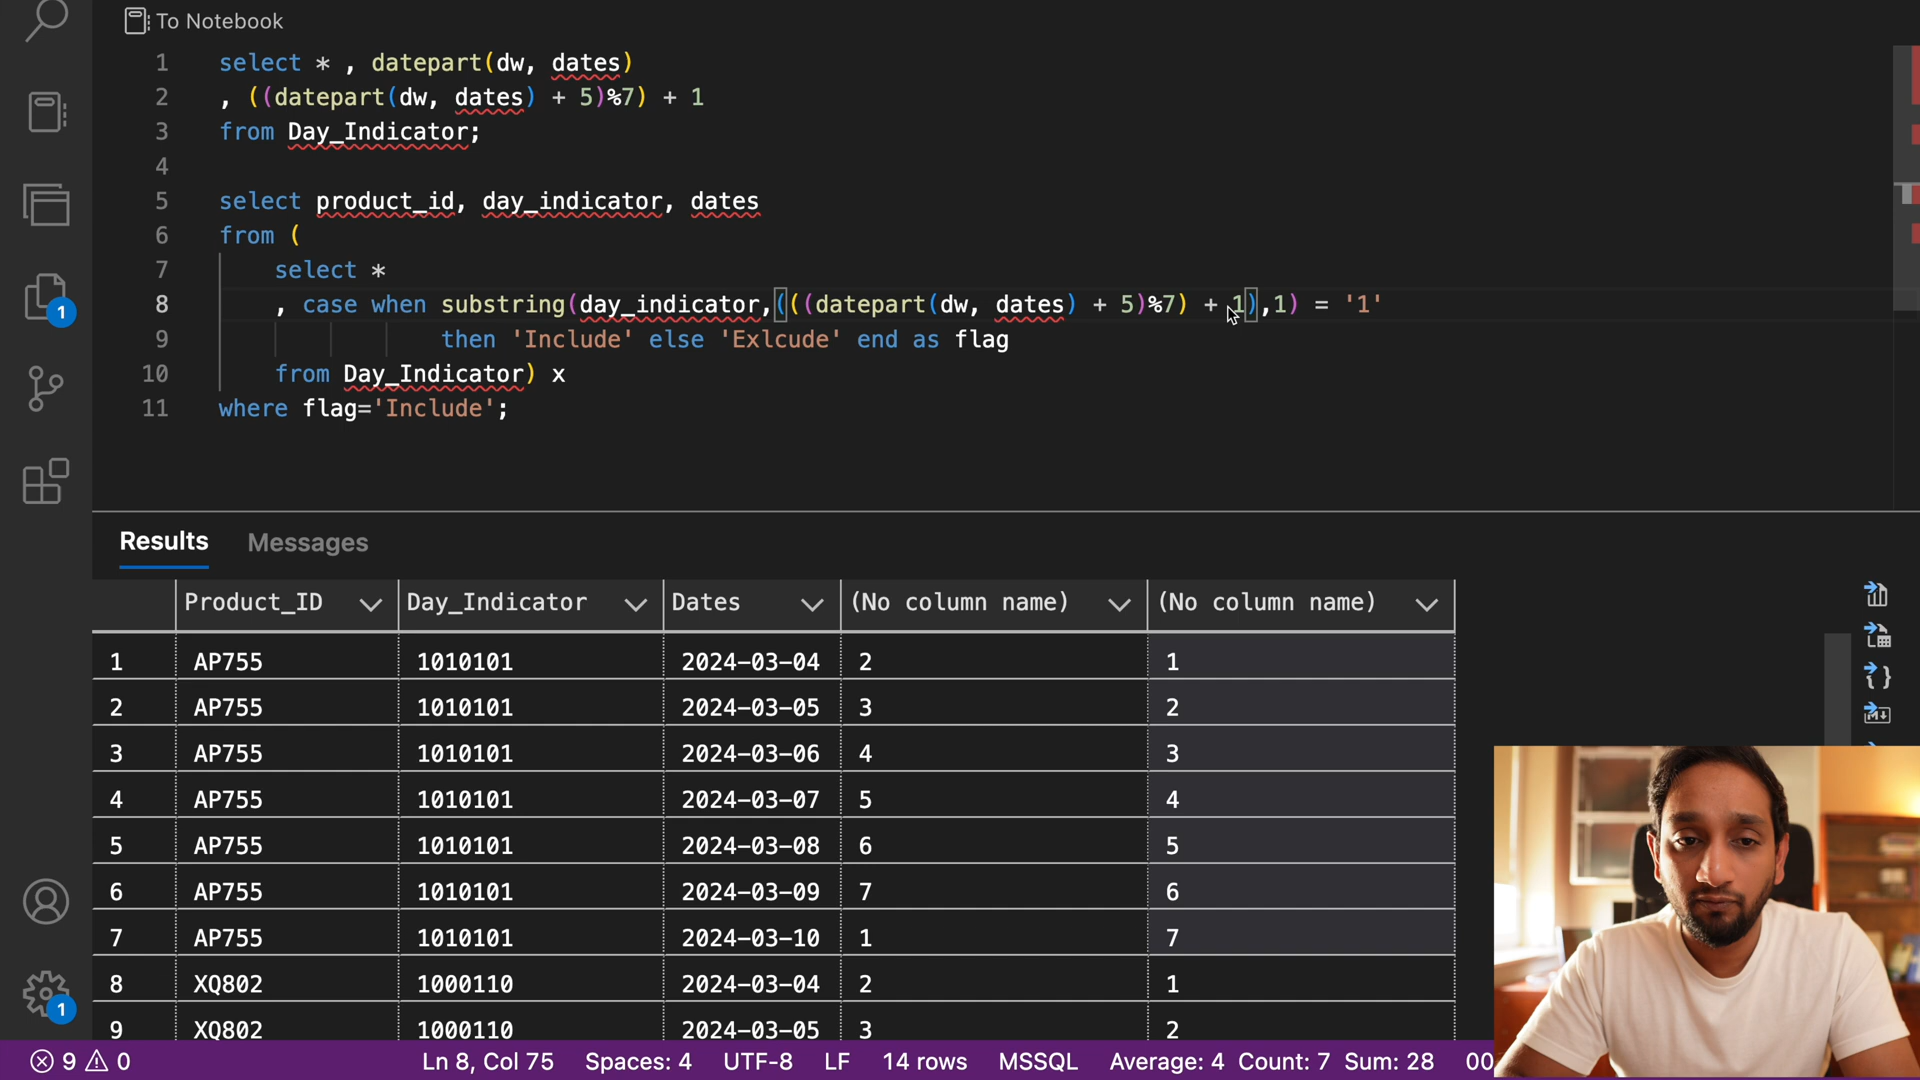 To Notebook
1 select * , datepart(dw, dates)
2 , ((datepart(dw, dates) + 5)%7) + 1
3 from Day_Indicator;
4
5 select product_id, day_indicator, dates
6 from (
7 select *
8 , case when substring(day_indicator,(((datepart(dw, dates) + 5)%7) + 1),1) = '1'
9 then 'Include' else 'Exlcude' end as flag
10 from Day_Indicator) x
11 where flag='Include';
1
Results Messages
Product_ID Day_Indicator Dates (No column name) (No column name)
1 AP755 1010101 2024-03-04 2 1
2 AP755 1010101 2024-03-05 3 2
3 AP755 1010101 2024-03-06 4 3
4 AP755 1010101 2024-03-07 5 4
5 AP755 1010101 2024-03-08 6 5
6 AP755 1010101 2024-03-09 7 6
7 AP755 1010101 2024-03-10 1 7
8 XQ802 1000110 2024-03-04 2 1
9 XQ802 1000110 2024-03-05 3 2
1
9 0 Ln 8, Col 75 Spaces: 4 UTF-8 LF 14 rows MSSQL Average: 4 Count: 7 Sum: 28 00